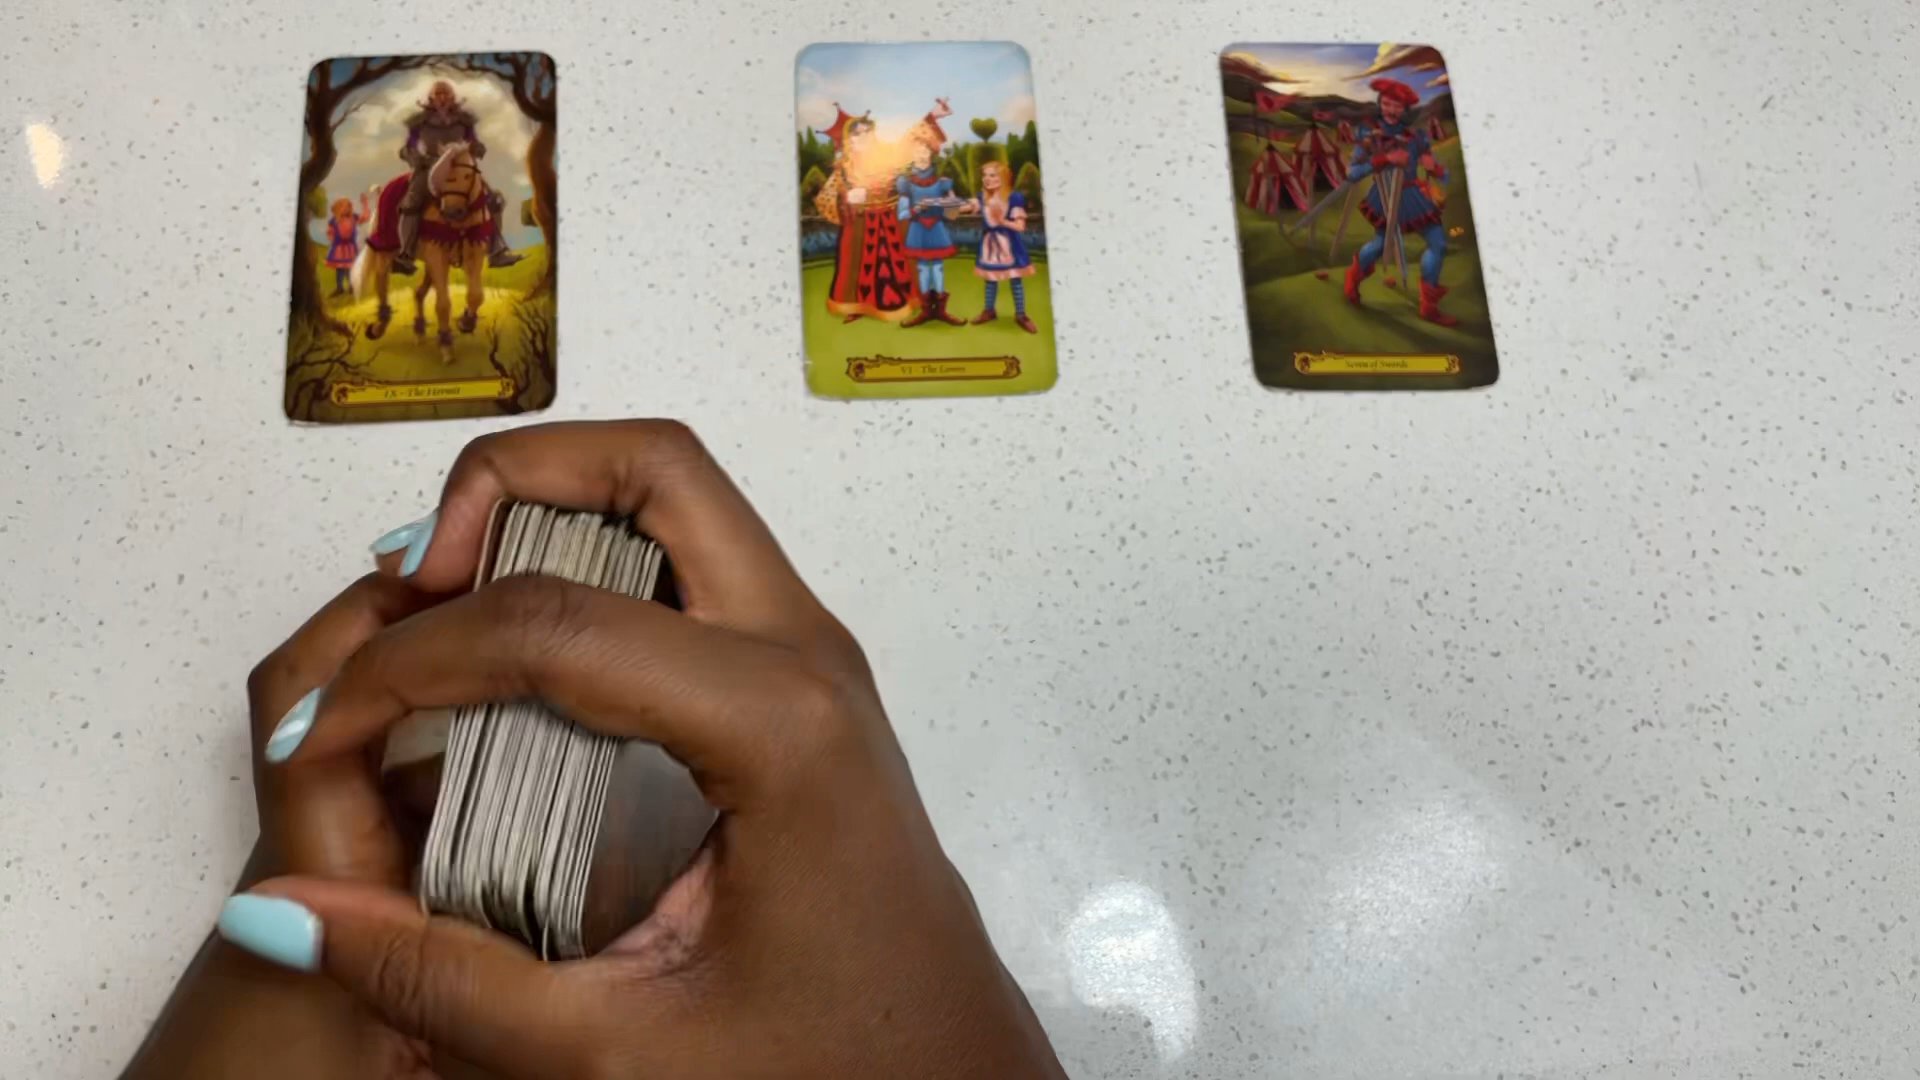 IX - The Hermit
VI - The Lovers
Seven of Swords